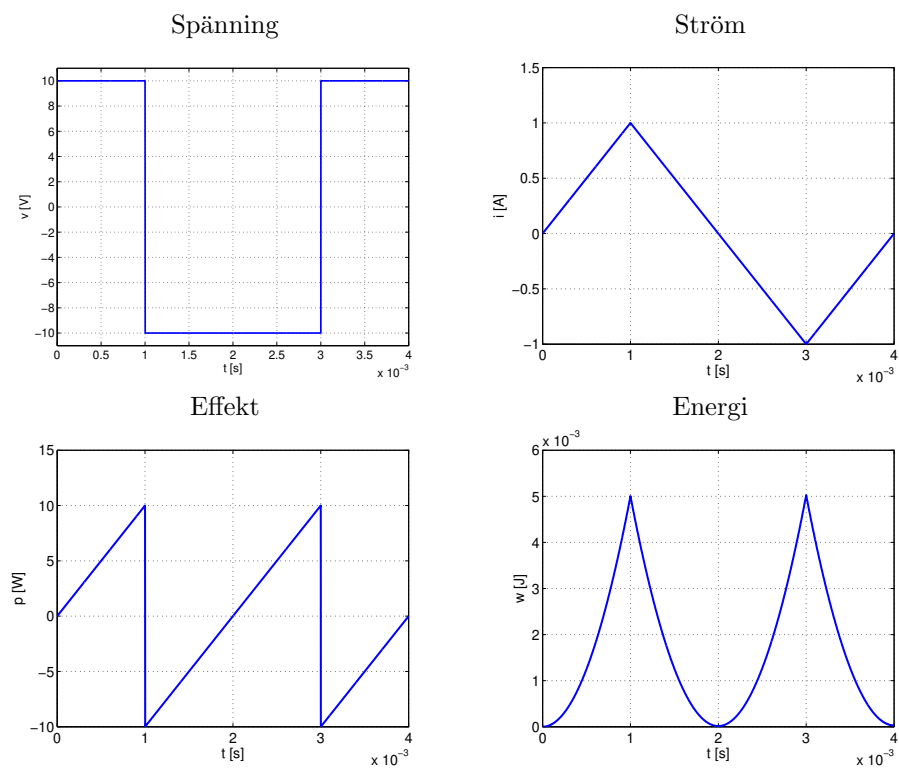 Spänning
10
8
6
4
2
0
−2
−4
−6
−8
−10
v [V]
0 0.5 1 1.5 2 2.5 3 3.5 4
t [s]
x 10⁻³
Ström
1.5
1
0.5
0
−0.5
−1
i [A]
0 1 2 3 4
t [s]
x 10⁻³
Effekt
15
10
5
0
−5
−10
p [W]
0 1 2 3 4
t [s]
x 10⁻³
Energi
x 10⁻³
6
5
4
3
2
1
0
w [J]
0 1 2 3 4
t [s]
x 10⁻³